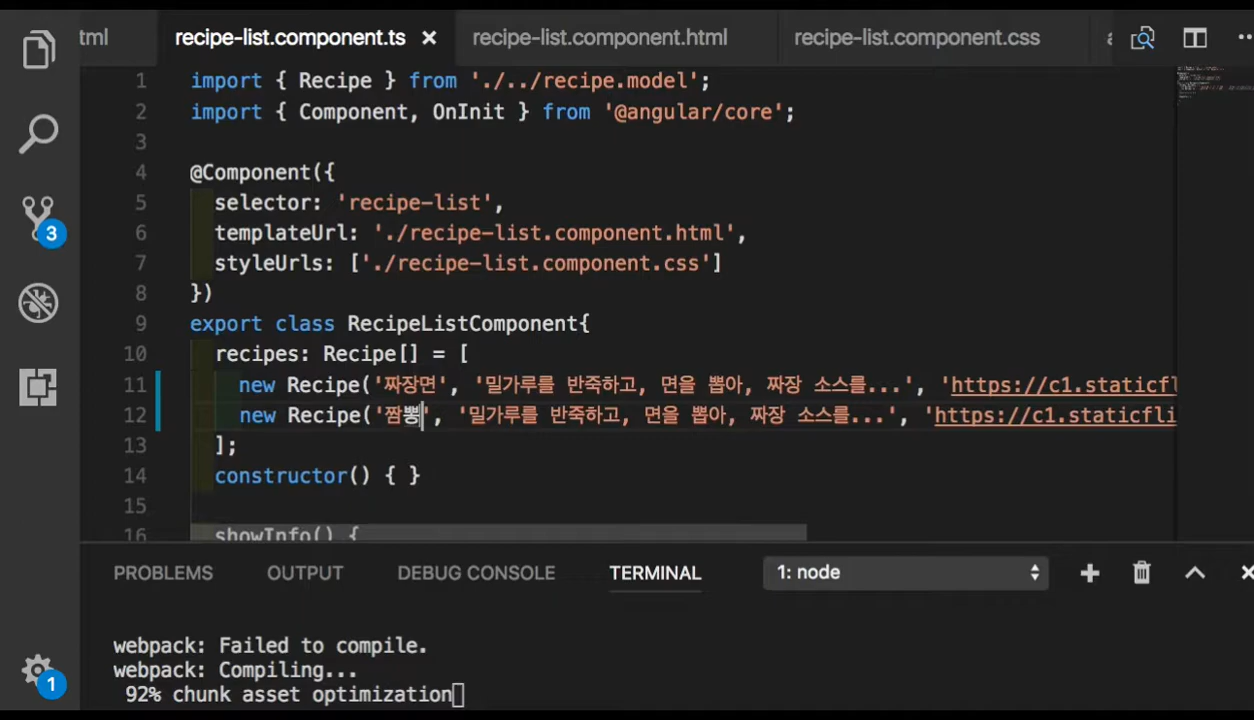 tml recipe-list.component.ts × recipe-list.component.html recipe-list.component.css
1 import { Recipe } from './../recipe.model';
2 import { Component, OnInit } from '@angular/core';
3
4 @Component({
5 selector: 'recipe-list',
6 templateUrl: './recipe-list.component.html',
7 styleUrls: ['./recipe-list.component.css']
8 })
9 export class RecipeListComponent{
10 recipes: Recipe[] = [
11 new Recipe('짜장면', '밀가루를 반죽하고, 면을 뽑아, 짜장 소스를...', 'https://c1.staticfl
12 new Recipe('짬뽕', '밀가루를 반죽하고, 면을 뽑아, 짜장 소스를...', 'https://c1.staticfli
13 ];
14 constructor() { }
15
16 showInfo() {
3
1
PROBLEMS OUTPUT DEBUG CONSOLE TERMINAL 1: node
webpack: Failed to compile.
webpack: Compiling...
92% chunk asset optimization